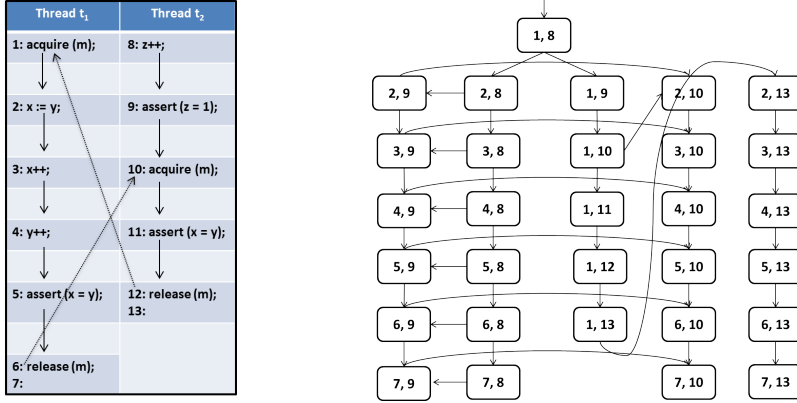 Thread t₁ Thread t₂
1: acquire (m); 8: z++;
2: x := y; 9: assert (z = 1);
3: x++; 10: acquire (m);
4: y++; 11: assert (x = y);
5: assert (x = y); 12: release (m);
13:
6: release (m);
7:
1, 8
2, 9 2, 8 1, 9 2, 10 2, 13
3, 9 3, 8 1, 10 3, 10 3, 13
4, 9 4, 8 1, 11 4, 10 4, 13
5, 9 5, 8 1, 12 5, 10 5, 13
6, 9 6, 8 1, 13 6, 10 6, 13
7, 9 7, 8 7, 10 7, 13